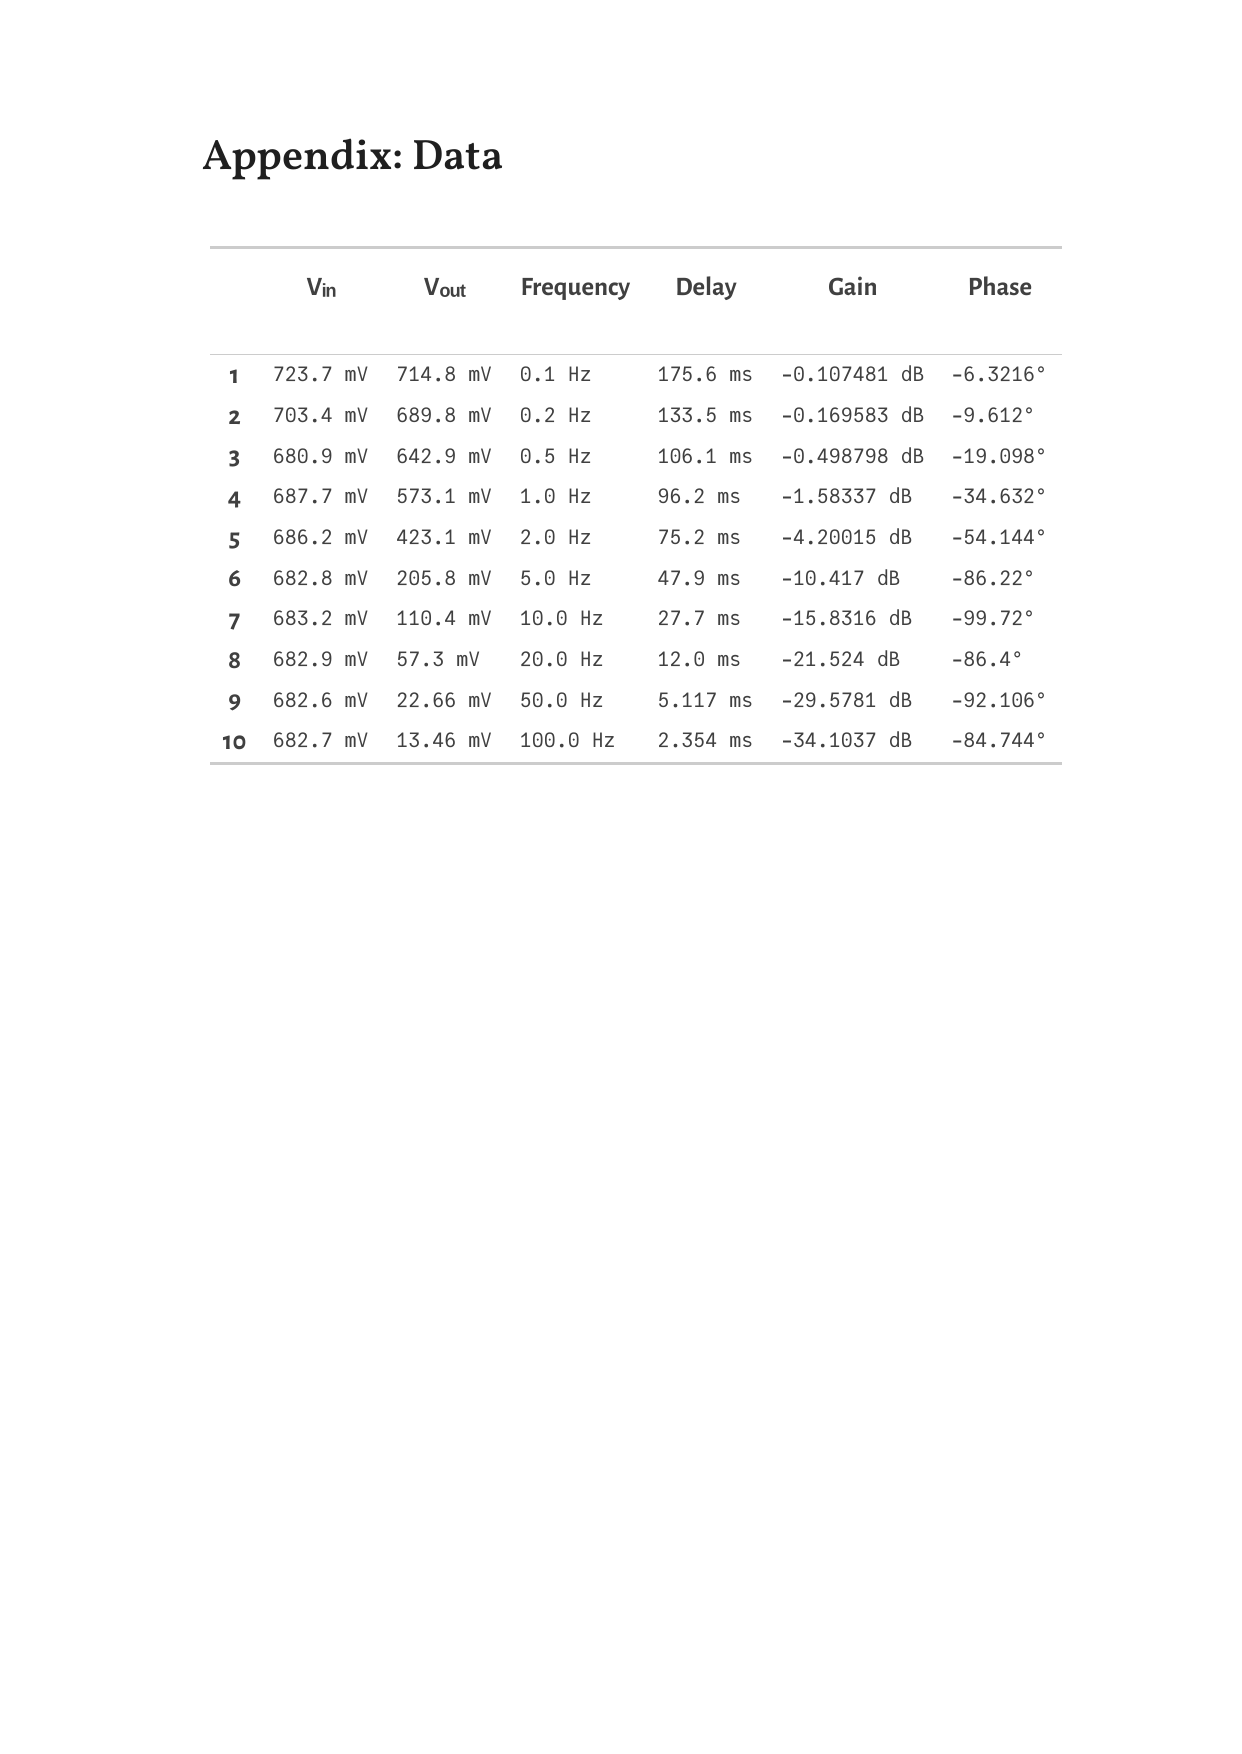 Appendix: Data
Vin Vout Frequency Delay Gain Phase
1 723.7 mV 714.8 mV 0.1 Hz 175.6 ms -0.107481 dB -6.3216°
2 703.4 mV 689.8 mV 0.2 Hz 133.5 ms -0.169583 dB -9.612°
3 680.9 mV 642.9 mV 0.5 Hz 106.1 ms -0.498798 dB -19.098°
4 687.7 mV 573.1 mV 1.0 Hz 96.2 ms -1.58337 dB -34.632°
5 686.2 mV 423.1 mV 2.0 Hz 75.2 ms -4.20015 dB -54.144°
6 682.8 mV 205.8 mV 5.0 Hz 47.9 ms -10.417 dB -86.22°
7 683.2 mV 110.4 mV 10.0 Hz 27.7 ms -15.8316 dB -99.72°
8 682.9 mV 57.3 mV 20.0 Hz 12.0 ms -21.524 dB -86.4°
9 682.6 mV 22.66 mV 50.0 Hz 5.117 ms -29.5781 dB -92.106°
10 682.7 mV 13.46 mV 100.0 Hz 2.354 ms -34.1037 dB -84.744°